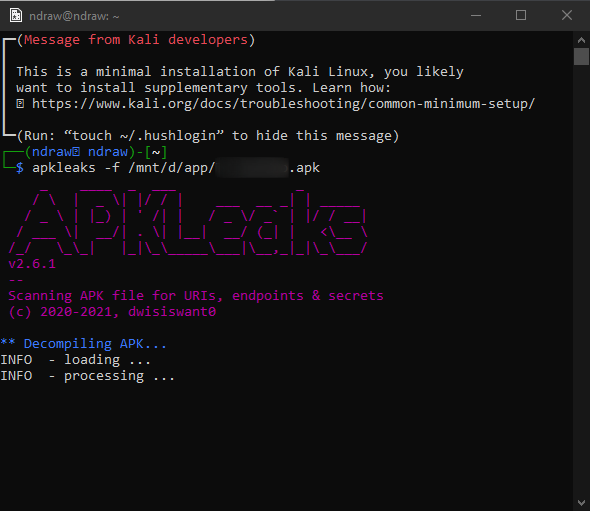 ndraw@ndraw: ~
(Message from Kali developers)
This is a minimal installation of Kali Linux, you likely
want to install supplementary tools. Learn how:
https://www.kali.org/docs/troubleshooting/common-minimum-setup/
(Run: “touch ~/.hushlogin” to hide this message)
(ndraw ndraw)-[~]
$ apkleaks -f /mnt/d/app/ .apk
APKLeaks
v2.6.1
--
Scanning APK file for URIs, endpoints & secrets
(c) 2020-2021, dwisiswant0
** Decompiling APK...
INFO  - loading ...
INFO  - processing ...